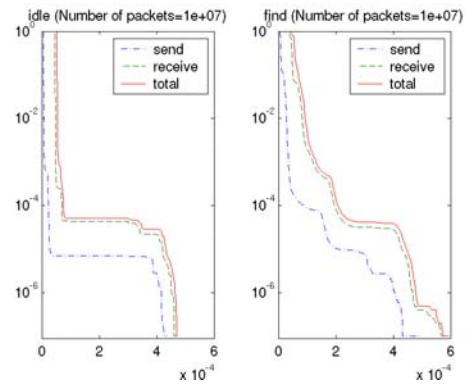 idle (Number of packets=1e+07)
10^0
10^-2
10^-4
10^-6
0 2 4 6
x 10^-4
send
receive
total
find (Number of packets=1e+07)
10^0
10^-2
10^-4
10^-6
0 2 4 6
x 10^-4
send
receive
total